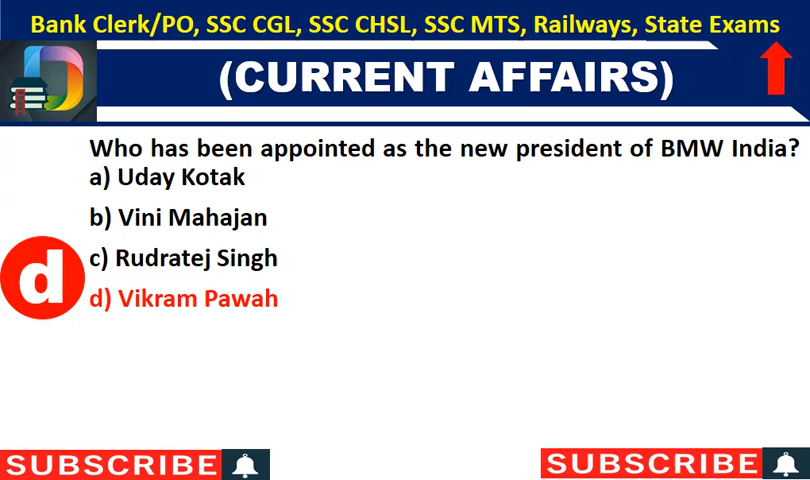 Bank Clerk/PO, SSC CGL, SSC CHSL, SSC MTS, Railways, State Exams
(CURRENT AFFAIRS)
Who has been appointed as the new president of BMW India?
a) Uday Kotak
b) Vini Mahajan
c) Rudratej Singh
d
d) Vikram Pawah
SUBSCRIBE
SUBSCRIBE